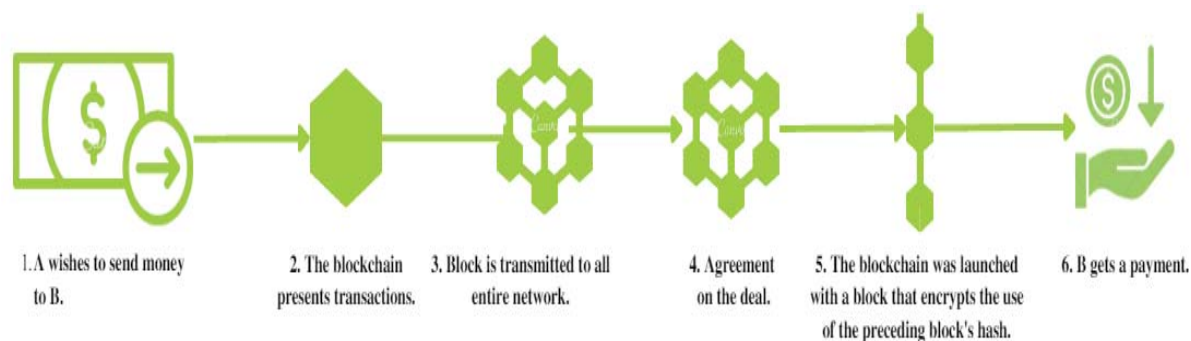 1. A wishes to send money
to B.
2. The blockchain
presents transactions.
3. Block is transmitted to all
entire network.
4. Agreement
on the deal.
5. The blockchain was launched
with a block that encrypts the use
of the preceding block's hash.
6. B gets a payment.
$
Canva
Canva
$